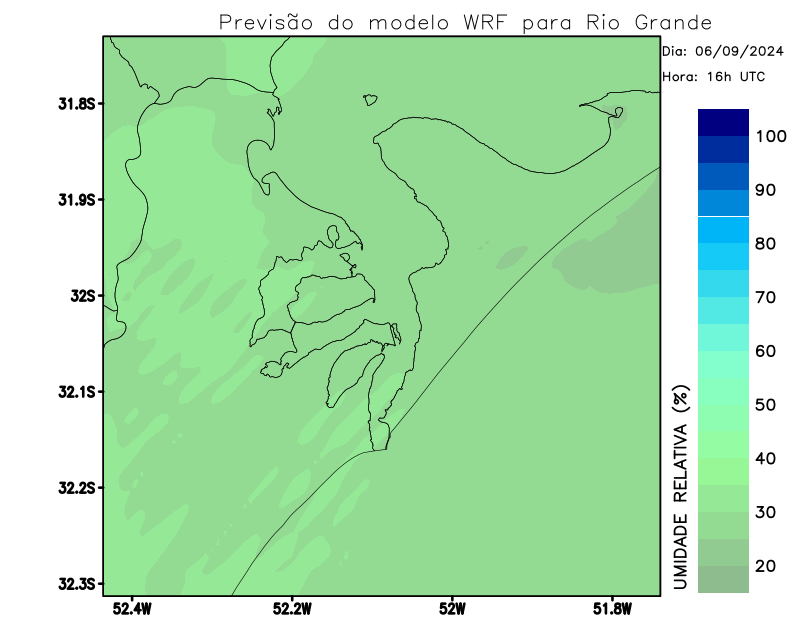 Previsão do modelo WRF para Rio Grande
Dia: 06/09/2024
Hora: 16h UTC
31.8S
31.9S
32S
32.1S
32.2S
32.3S
52.4W
52.2W
52W
51.8W
UMIDADE RELATIVA (%)
100
90
80
70
60
50
40
30
20